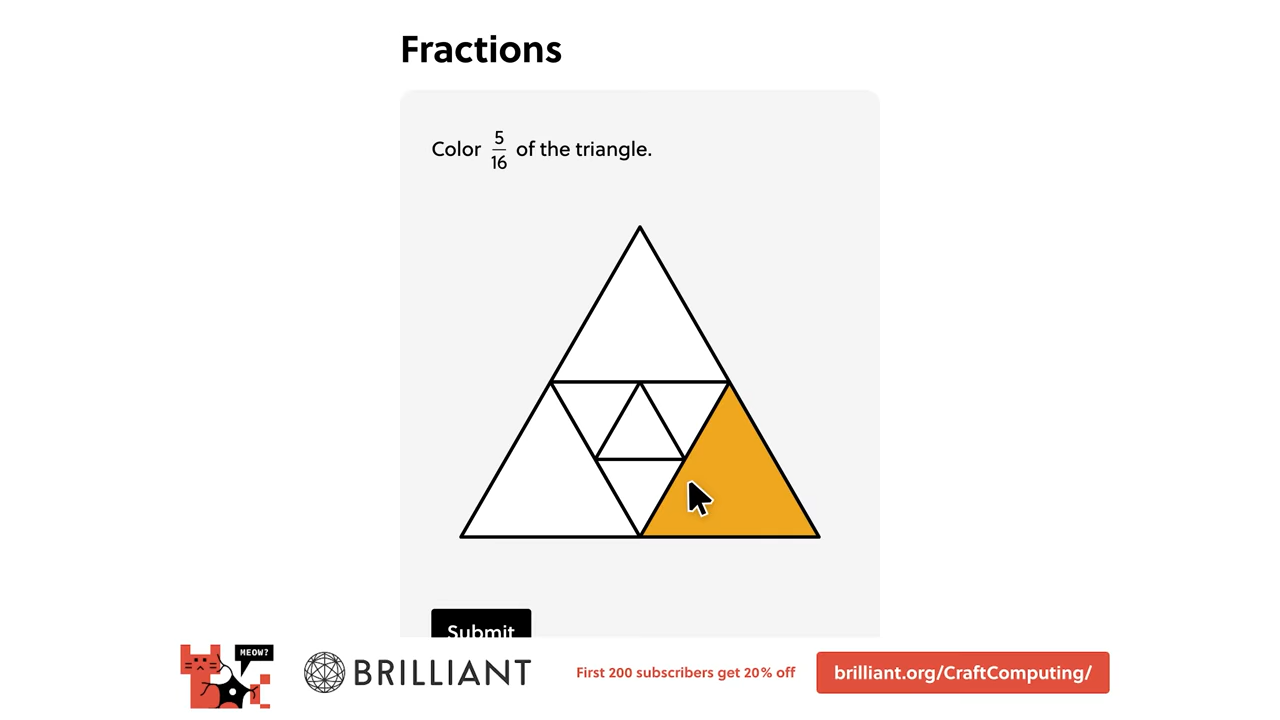 Fractions
Color 5/16 of the triangle.
Submit
MEOW?
BRILLIANT
First 200 subscribers get 20% off
brilliant.org/CraftComputing/